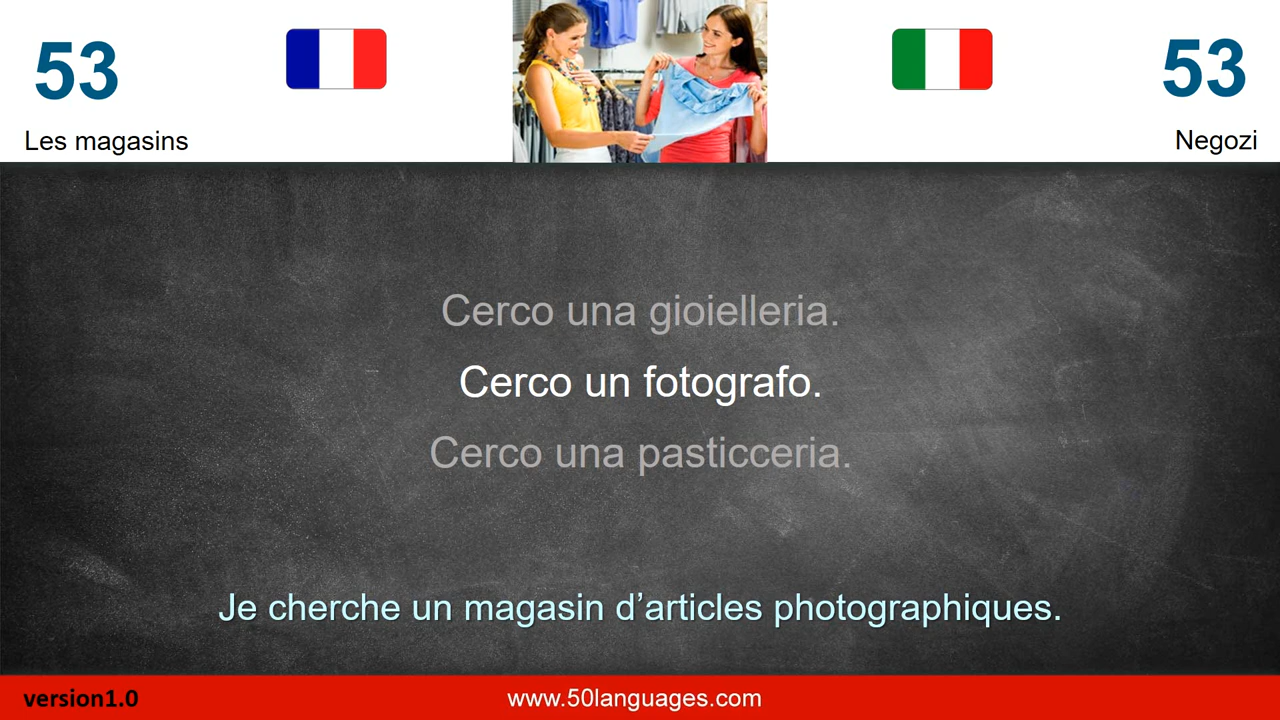 53
53
Les magasins
Negozi
Cerco una gioielleria.
Cerco un fotografo.
Cerco una pasticceria.
Je cherche un magasin d’articles photographiques.
version1.0
www.50languages.com